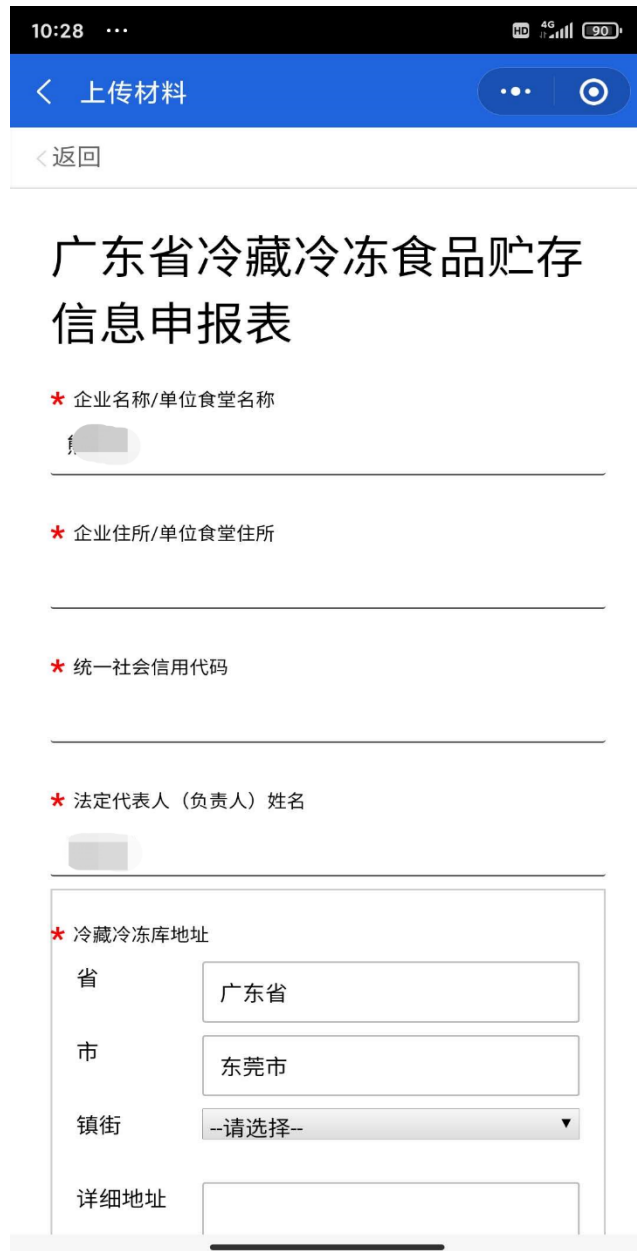 10:28 ···
HD 4G 90
上传材料
返回
广东省冷藏冷冻食品贮存
信息申报表
* 企业名称/单位食堂名称
* 企业住所/单位食堂住所
* 统一社会信用代码
* 法定代表人（负责人）姓名
* 冷藏冷冻库地址
省
广东省
市
东莞市
镇街
--请选择--
详细地址